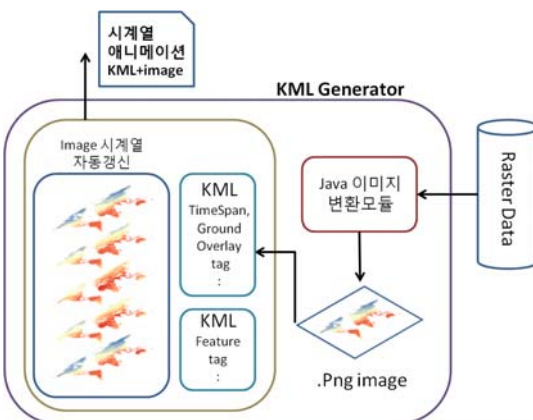 시계열
애니메이션
KML+image
KML Generator
Image 시계열
자동갱신
KML
TimeSpan,
Ground
Overlay
tag
:
KML
Feature
tag
:
Java 이미지
변환모듈
.Png image
Raster Data